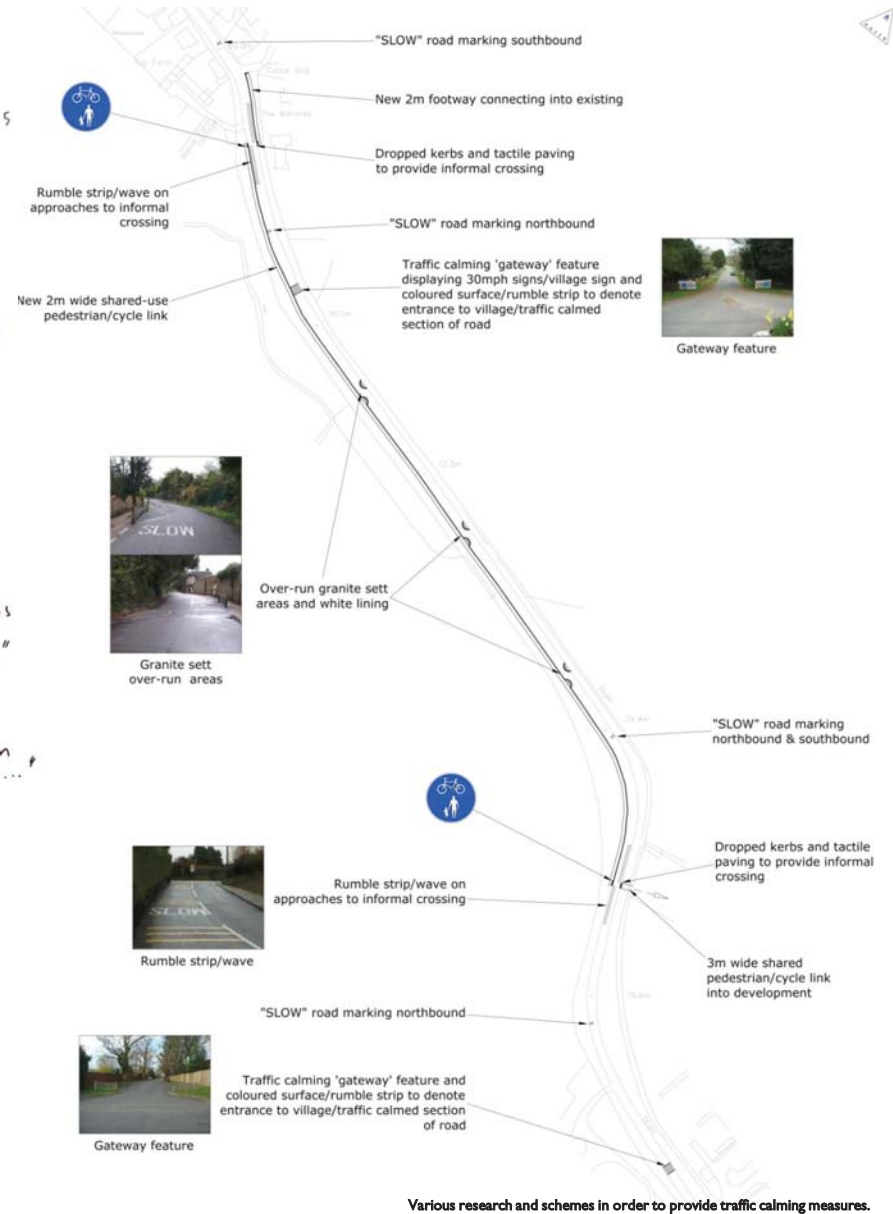 "SLOW" road marking southbound
New 2m footway connecting into existing
Dropped kerbs and tactile paving
to provide informal crossing
Rumble strip/wave on
approaches to informal
crossing
"SLOW" road marking northbound
Traffic calming 'gateway' feature
displaying 30mph signs/village sign and
coloured surface/rumble strip to denote
entrance to village/traffic calmed
section of road
Gateway feature
New 2m wide shared-use
pedestrian/cycle link
SLOW
Over-run granite sett
areas and white lining
Granite sett
over-run areas
"SLOW" road marking
northbound & southbound
Dropped kerbs and tactile
paving to provide informal
crossing
Rumble strip/wave on
approaches to informal crossing
SLOW
Rumble strip/wave
3m wide shared
pedestrian/cycle link
into development
"SLOW" road marking northbound
Traffic calming 'gateway' feature and
coloured surface/rumble strip to denote
entrance to village/traffic calmed section
of road
Gateway feature
Various research and schemes in order to provide traffic calming measures.